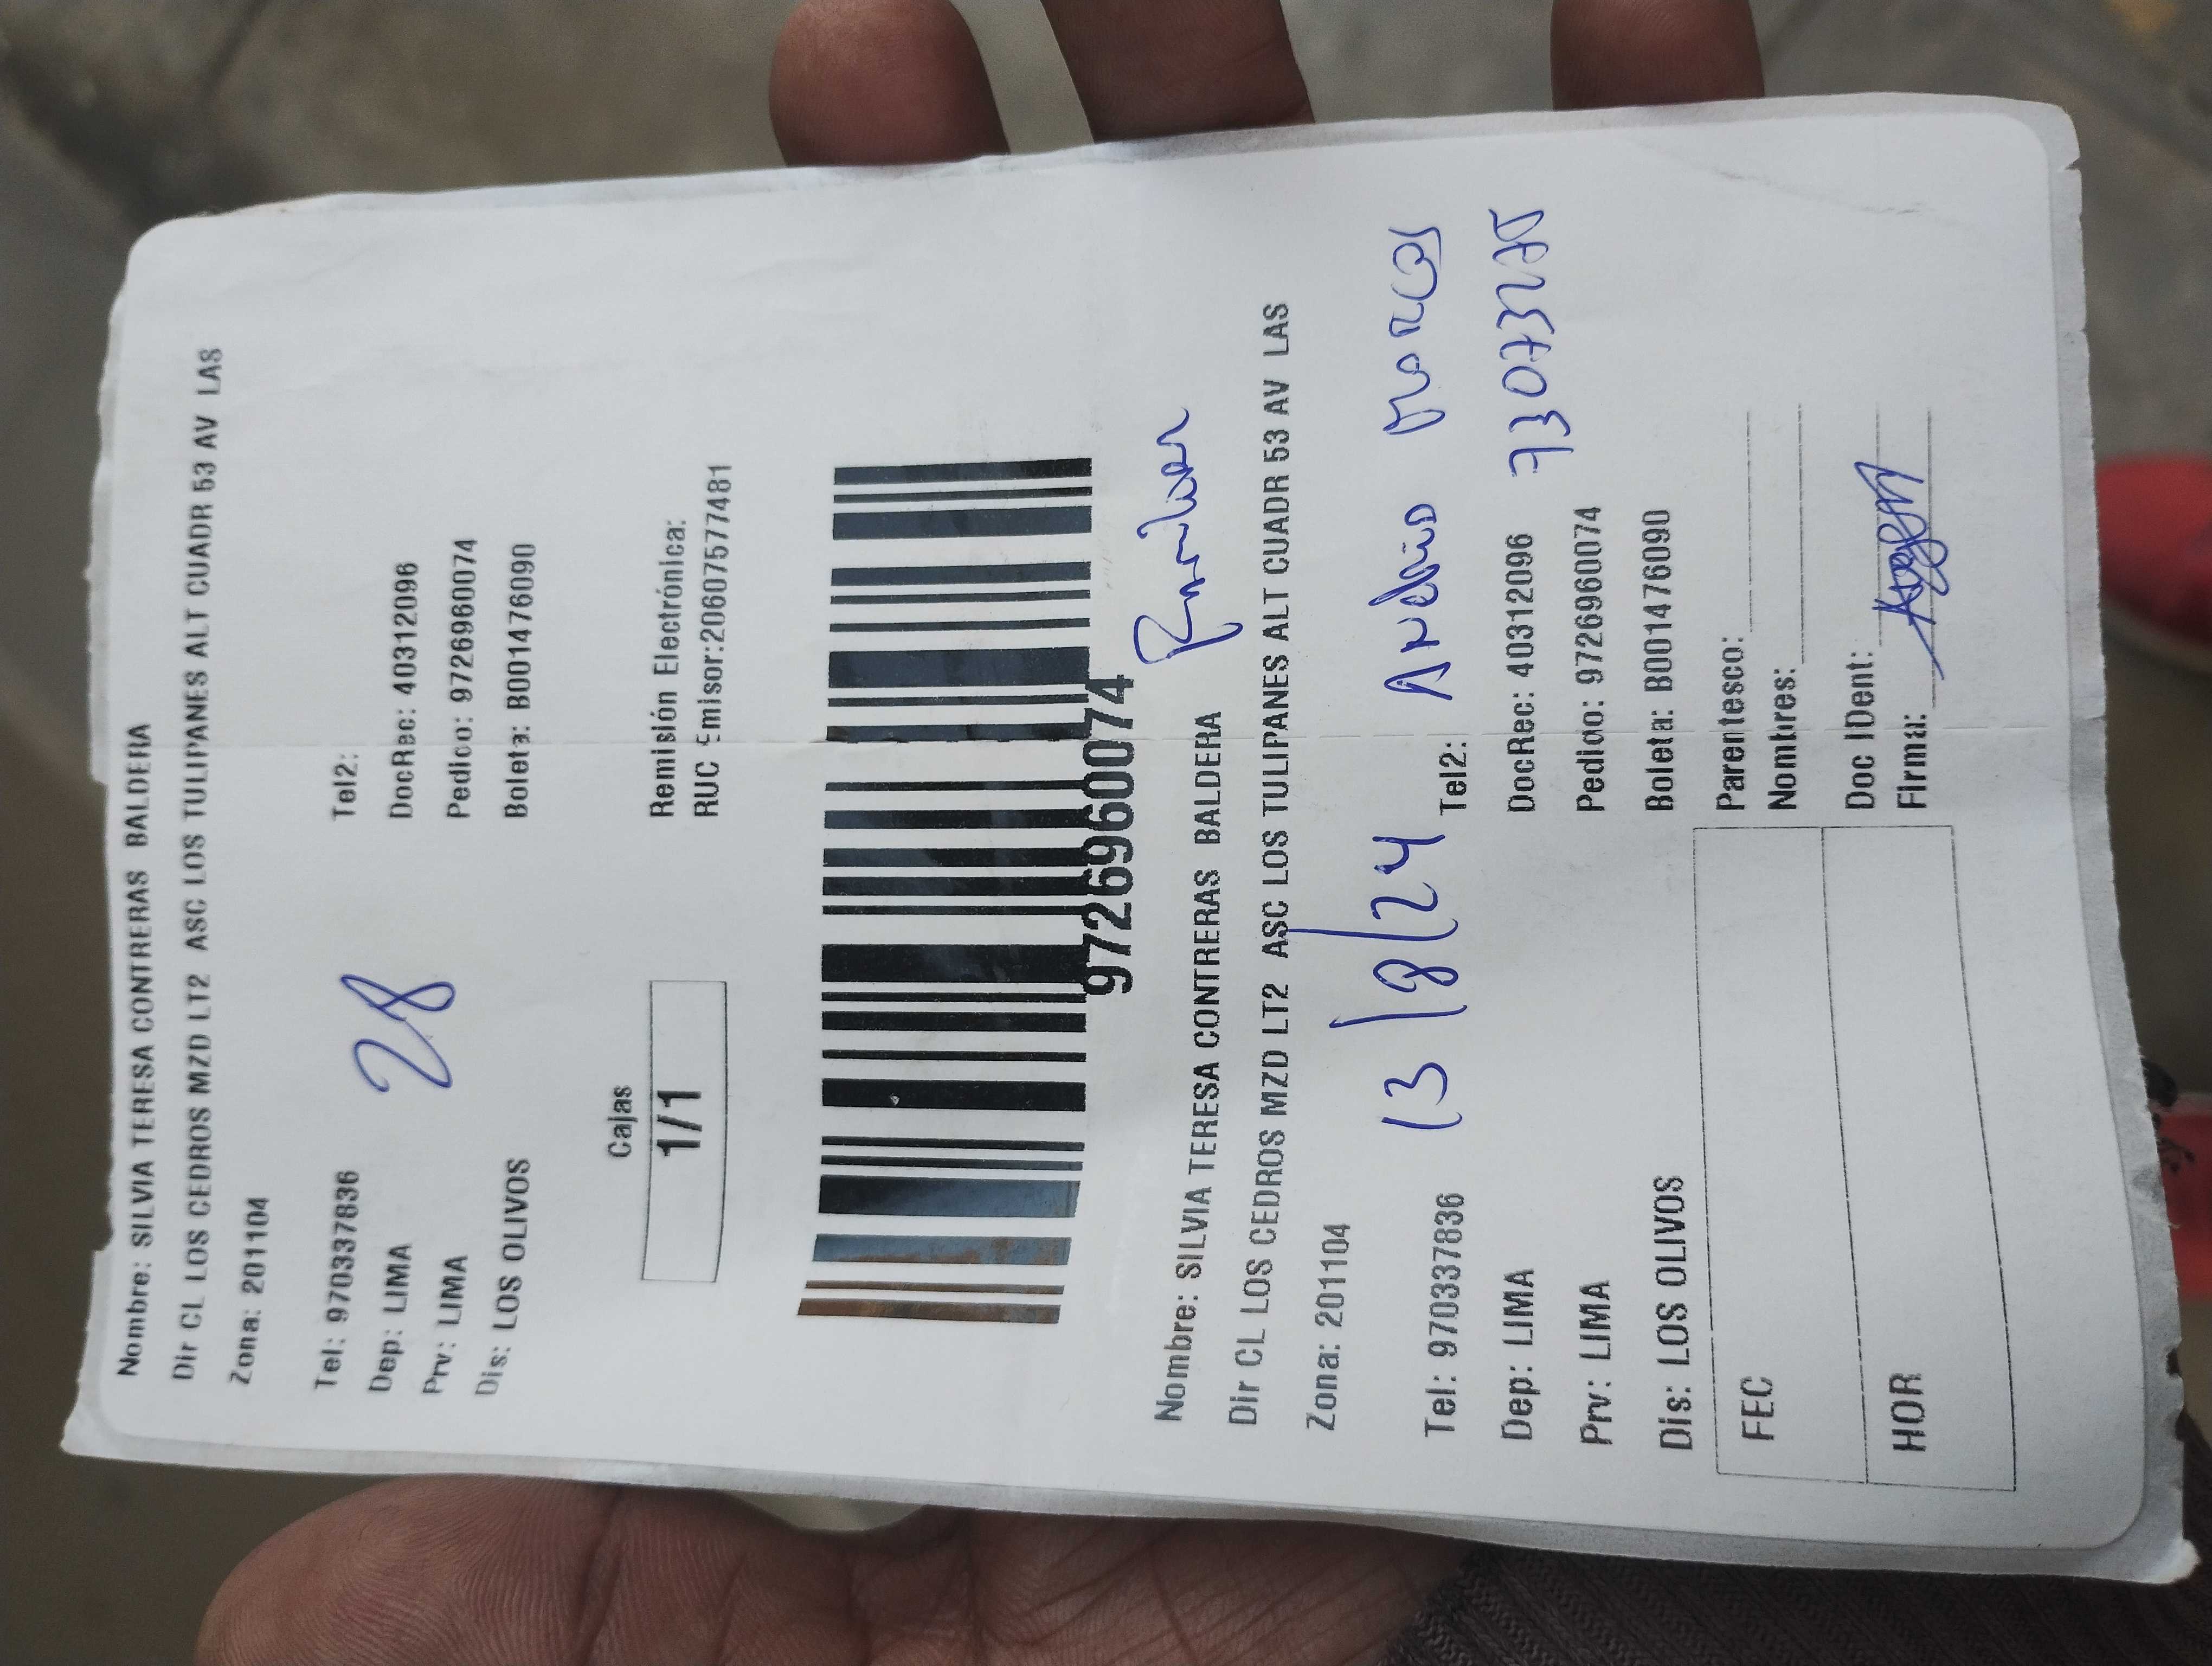 Nombre: SILVIA TERESA CONTRERAS BALDERA
Dir CL LOS CEDROS MZD LT2 ASC LOS TULIPANES ALT CUADR 53 AV LAS
Zona: 201104
Tel: 970337836 Tel2:
Dep: LIMA 28 DocRec: 40312096
Prv: LIMA Pedido: 9726960074
Dis: LOS OLIVOS Boleta: B001476090
Cajas Remisión Electrónica:
1/1 RUC Emisor:20607577481
9726960074
Familiar
Nombre: SILVIA TERESA CONTRERAS BALDERA
Dir CL LOS CEDROS MZD LT2 ASC LOS TULIPANES ALT CUADR 53 AV LAS
Zona: 201104
13/8/24 Marcos
Tel: 970337836 Tel2:
Dep: LIMA DocRec: 40312096 73073275
Prv: LIMA Pedido: 9726960074
Dis: LOS OLIVOS Boleta: B001476090
FEC Parentesco:
Nombres:
HOR Doc IDent:
Firma: